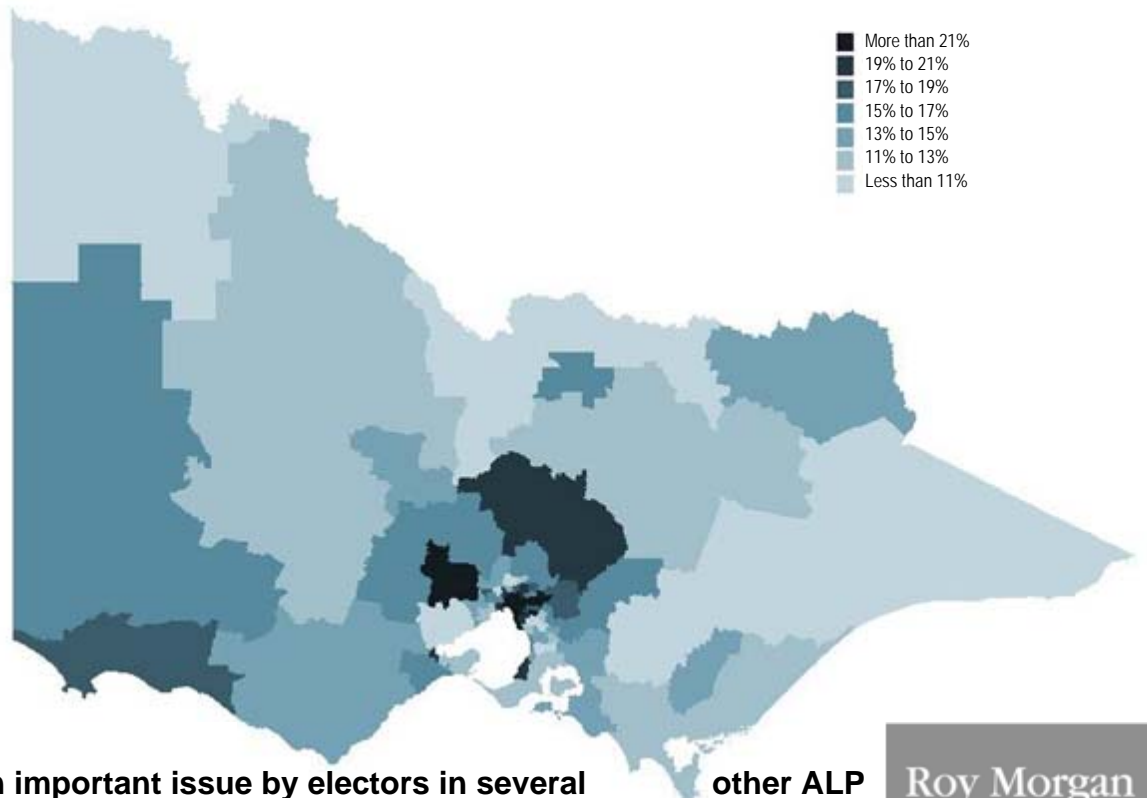 More than 21%
19% to 21%
17% to 19%
15% to 17%
13% to 15%
11% to 13%
Less than 11%
important issue by electors in several other ALP
Roy Morgan